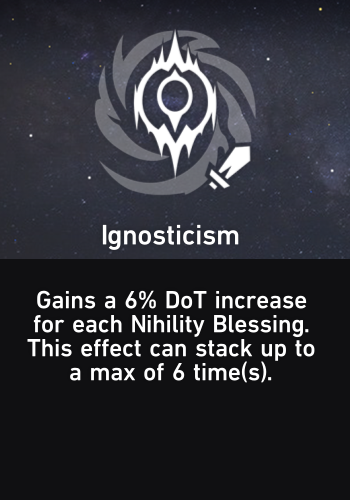 Ignosticism
Gains a 6% DoT increase
for each Nihility Blessing.
This effect can stack up to
a max of 6 time(s).